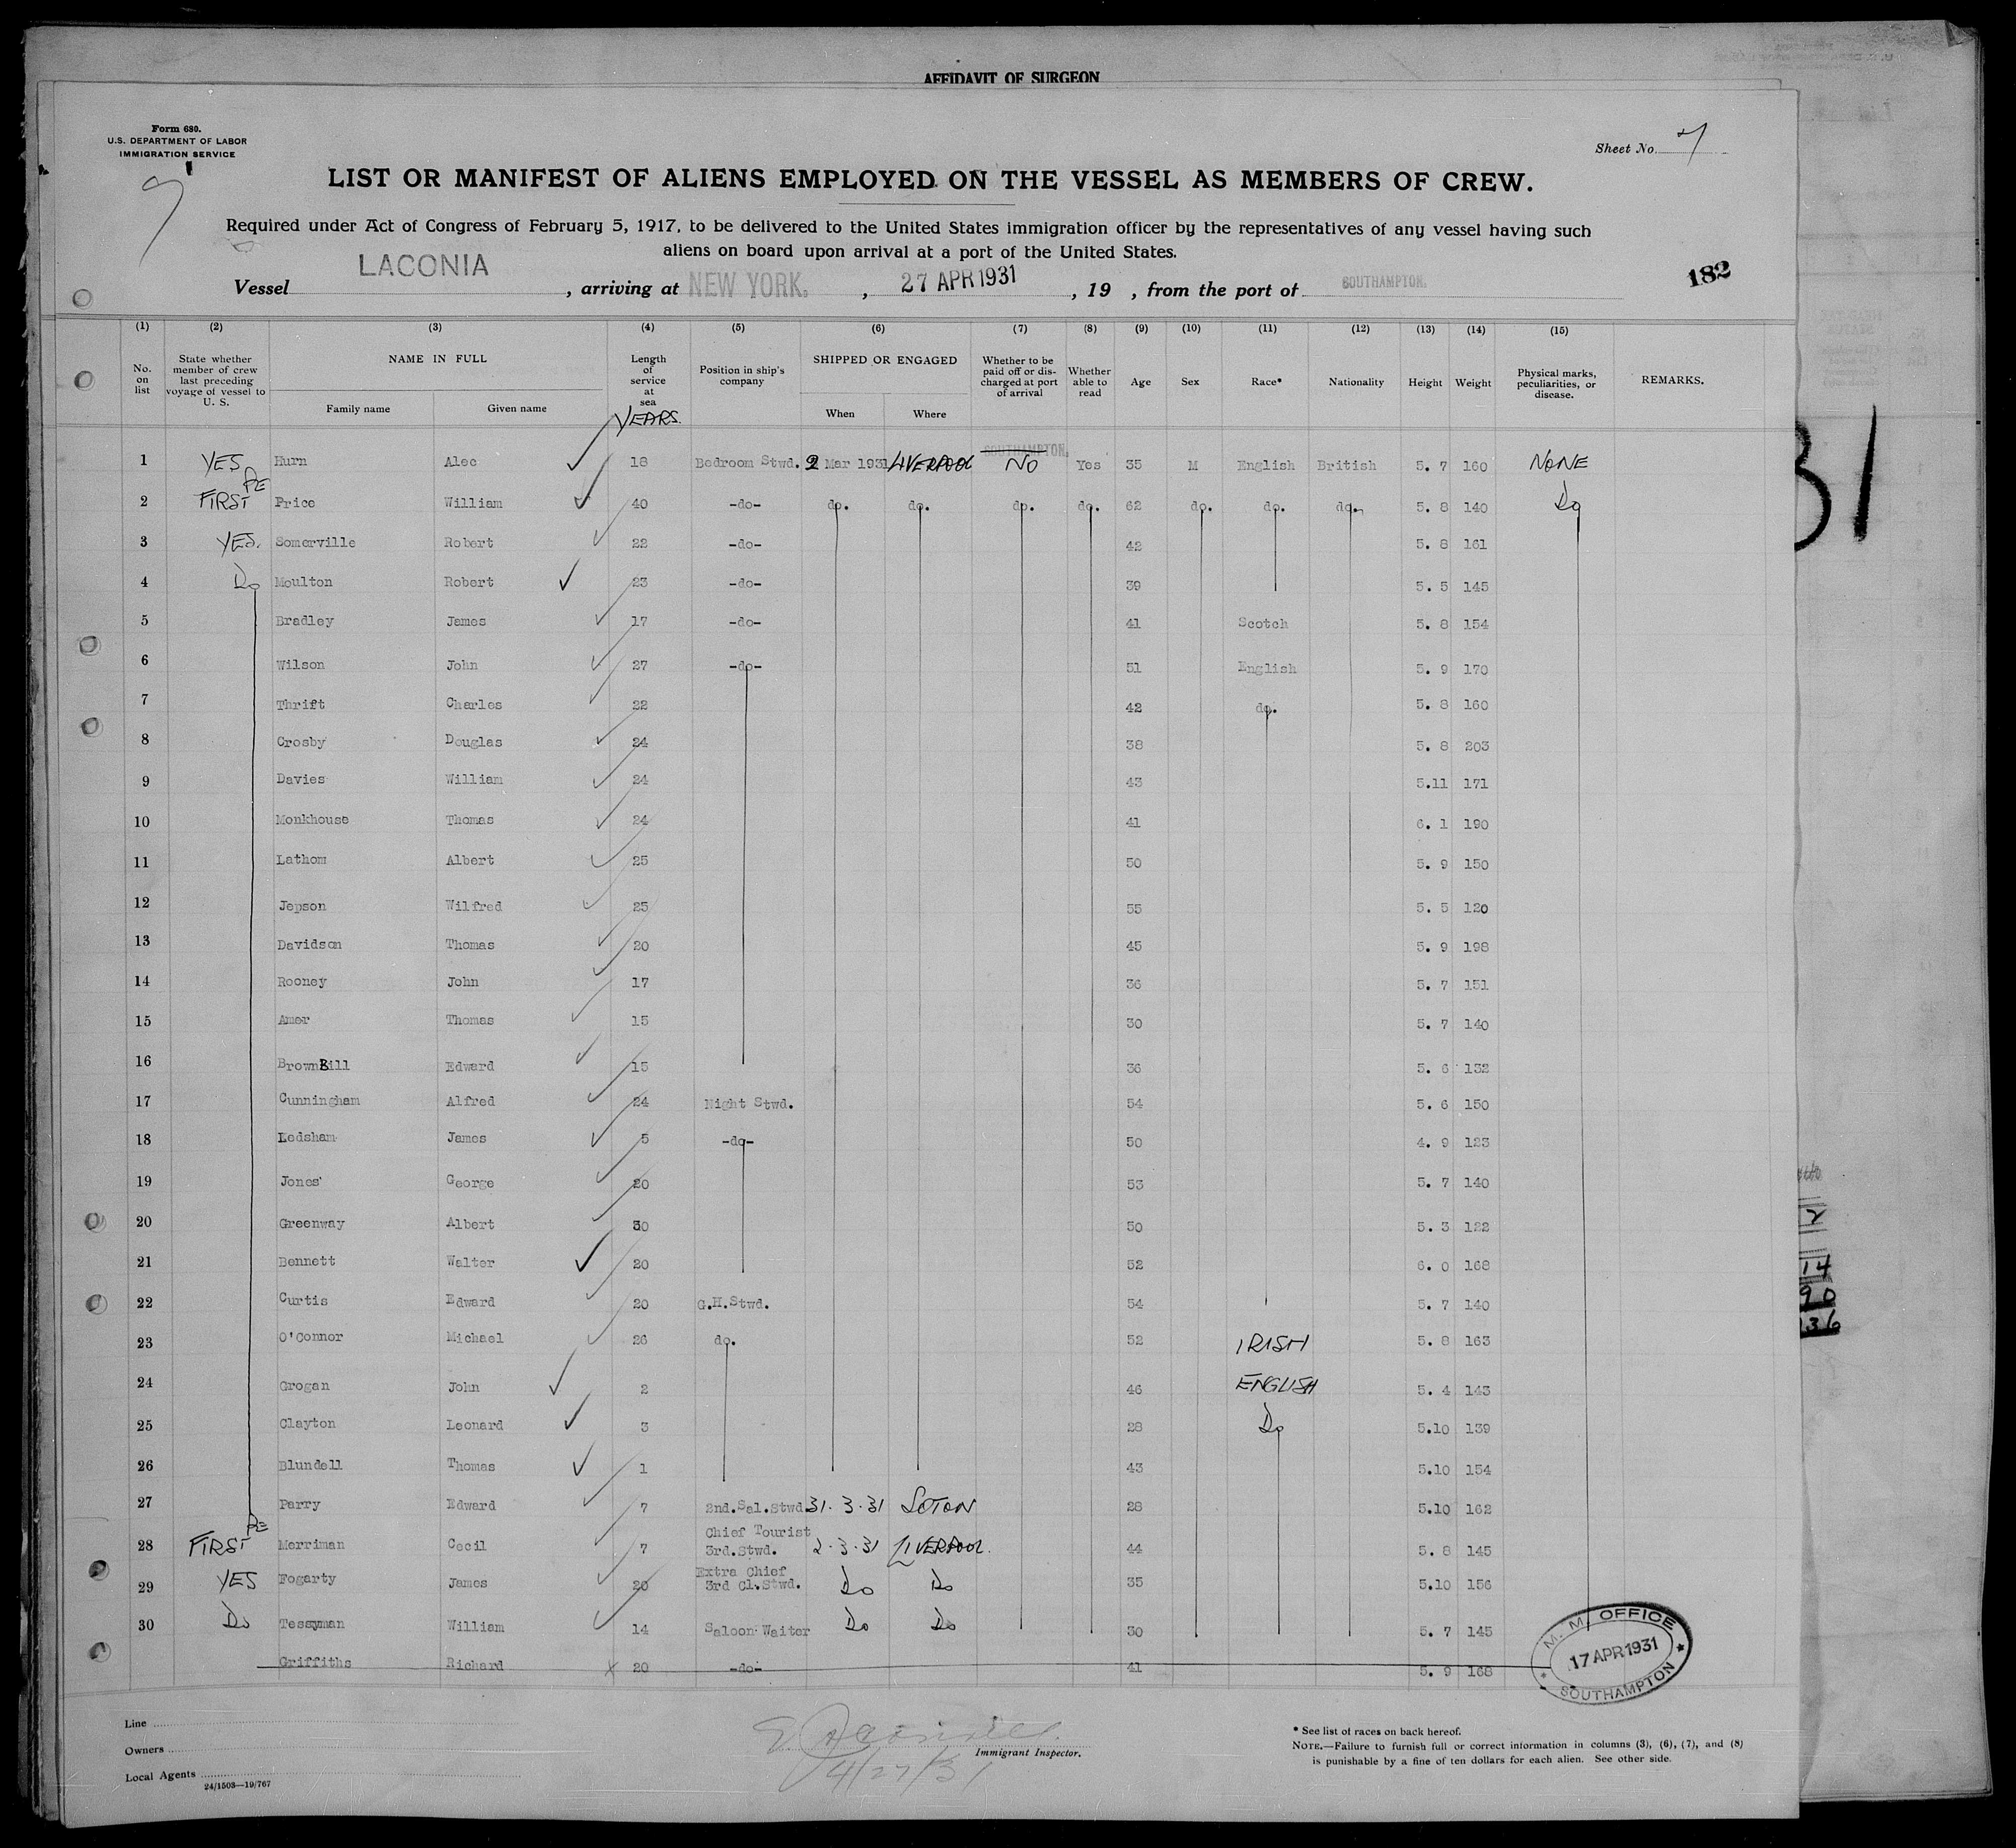 AFFIDAVIT OF SURGEON
Form 680.
U.S. DEPARTMENT OF LABOR
IMMIGRATION SERVICE
Sheet No. 7
9
LIST OR MANIFEST OF ALIENS EMPLOYED ON THE VESSEL AS MEMBERS OF CREW.
Required under Act of Congress of February 5, 1917, to be delivered to the United States immigration officer by the representatives of any vessel having such
aliens on board upon arrival at a port of the United States.
Vessel LACONIA, arriving at NEW YORK, 27 APR 1931, 19 , from the port of SOUTHAMPTON.
182
(1) (2) (3) (4) (5) (6) (7) (8) (9) (10) (11) (12) (13) (14) (15)
No. on list
State whether member of crew last preceding voyage of vessel to U. S.
NAME IN FULL
Family name Given name
Length of service at sea
YEARS.
Position in ship's company
SHIPPED OR ENGAGED
When Where
Whether to be paid off or discharged at port of arrival
Whether able to read
Age
Sex
Race*
Nationality
Height
Weight
Physical marks, peculiarities, or disease.
REMARKS.
SOUTHAMPTON.
1 YES Hurn Alec 18 Bedroom Stwd. 2 Mar 1931 LIVERPOOL NO Yes 35 M English British 5. 7 160 NONE
2 FIRST Price William 40 -do- do. do. do. do. 62 do. do. do. 5. 8 140 Do
3 YES. Somerville Robert 22 -do- 42 5. 8 161
4 Do Moulton Robert 23 -do- 39 5. 5 145
5 Bradley James 17 -do- 41 Scotch 5. 8 154
6 Wilson John 27 -do- 51 English 5. 9 170
7 Thrift Charles 22 42 do. 5. 8 160
8 Crosby Douglas 24 38 5. 8 203
9 Davies William 24 43 5.11 171
10 Monkhouse Thomas 24 41 6. 1 190
11 Lathom Albert 25 50 5. 9 150
12 Jepson Wilfred 25 55 5. 5 120
13 Davidson Thomas 20 45 5. 9 198
14 Rooney John 17 36 5. 7 151
15 Amer Thomas 15 30 5. 7 140
16 BrownBill Edward 15 36 5. 6 132
17 Cunningham Alfred 24 Night Stwd. 54 5. 6 150
18 Ledsham James 5 -do- 50 4. 9 123
19 Jones George 20 53 5. 7 140
20 Greenway Albert 30 50 5. 3 122
21 Bennett Walter 20 52 6. 0 168
22 Curtis Edward 20 G.H.Stwd. 54 5. 7 140
23 O'Connor Michael 26 do. 52 IRISH 5. 8 163
24 Grogan John 2 46 ENGLISH 5. 4 143
25 Clayton Leonard 3 28 Do 5.10 139
26 Blundell Thomas 1 43 5.10 154
27 Parry Edward 7 2nd.Sal.Stwd 31.3.31 SOTON 28 5.10 162
28 FIRST Merriman Cecil 7 Chief Tourist 3rd.Stwd. 2.3.31 LIVERPOOL. 44 5. 8 145
29 YES Fogarty James 20 Extra Chief 3rd Cl.Stwd. Do Do 35 5.10 156
30 Do Tessyman William 14 Saloon Waiter Do Do 30 5. 7 145
Griffiths Richard X 20 -do- 41 5. 9 168
M. M. OFFICE
17 APR 1931
SOUTHAMPTON
Line
Owners
Local Agents
24/1503—19/767
Immigrant Inspector.
4/27/31
* See list of races on back hereof.
NOTE.—Failure to furnish full or correct information in columns (3), (6), (7), and (8)
is punishable by a fine of ten dollars for each alien. See other side.
31
2
14
90
36